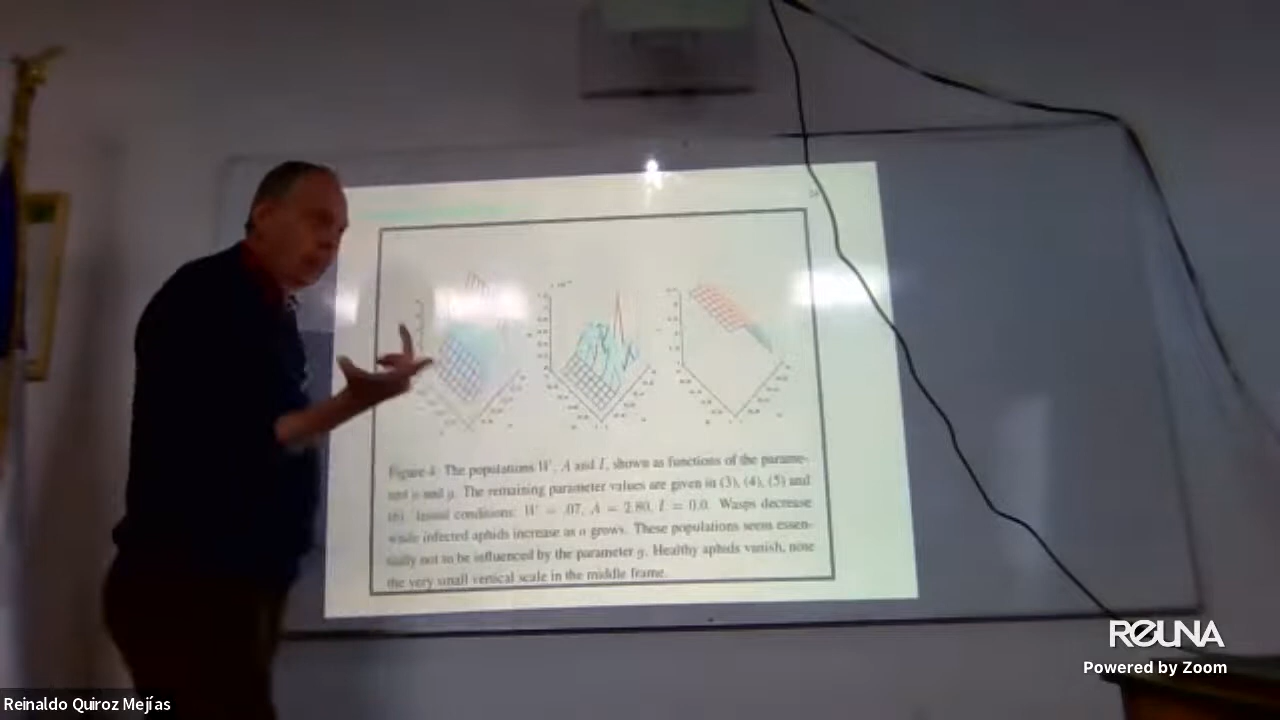 Figure 4: The populations W, A and I, shown as functions of the parame-
and g. The remaining parameter values are given in (3), (4), (5) and
(6). Initial conditions: W = .07, A = 2.80, I = 0.0. Wasps decrease
while infected aphids increase as a grows. These populations seem essen-
tially not to be influenced by the parameter g. Healthy aphids vanish, note
the very small vertical scale in the middle frame.
REUNA
Powered by Zoom
Reinaldo Quiroz Mejías